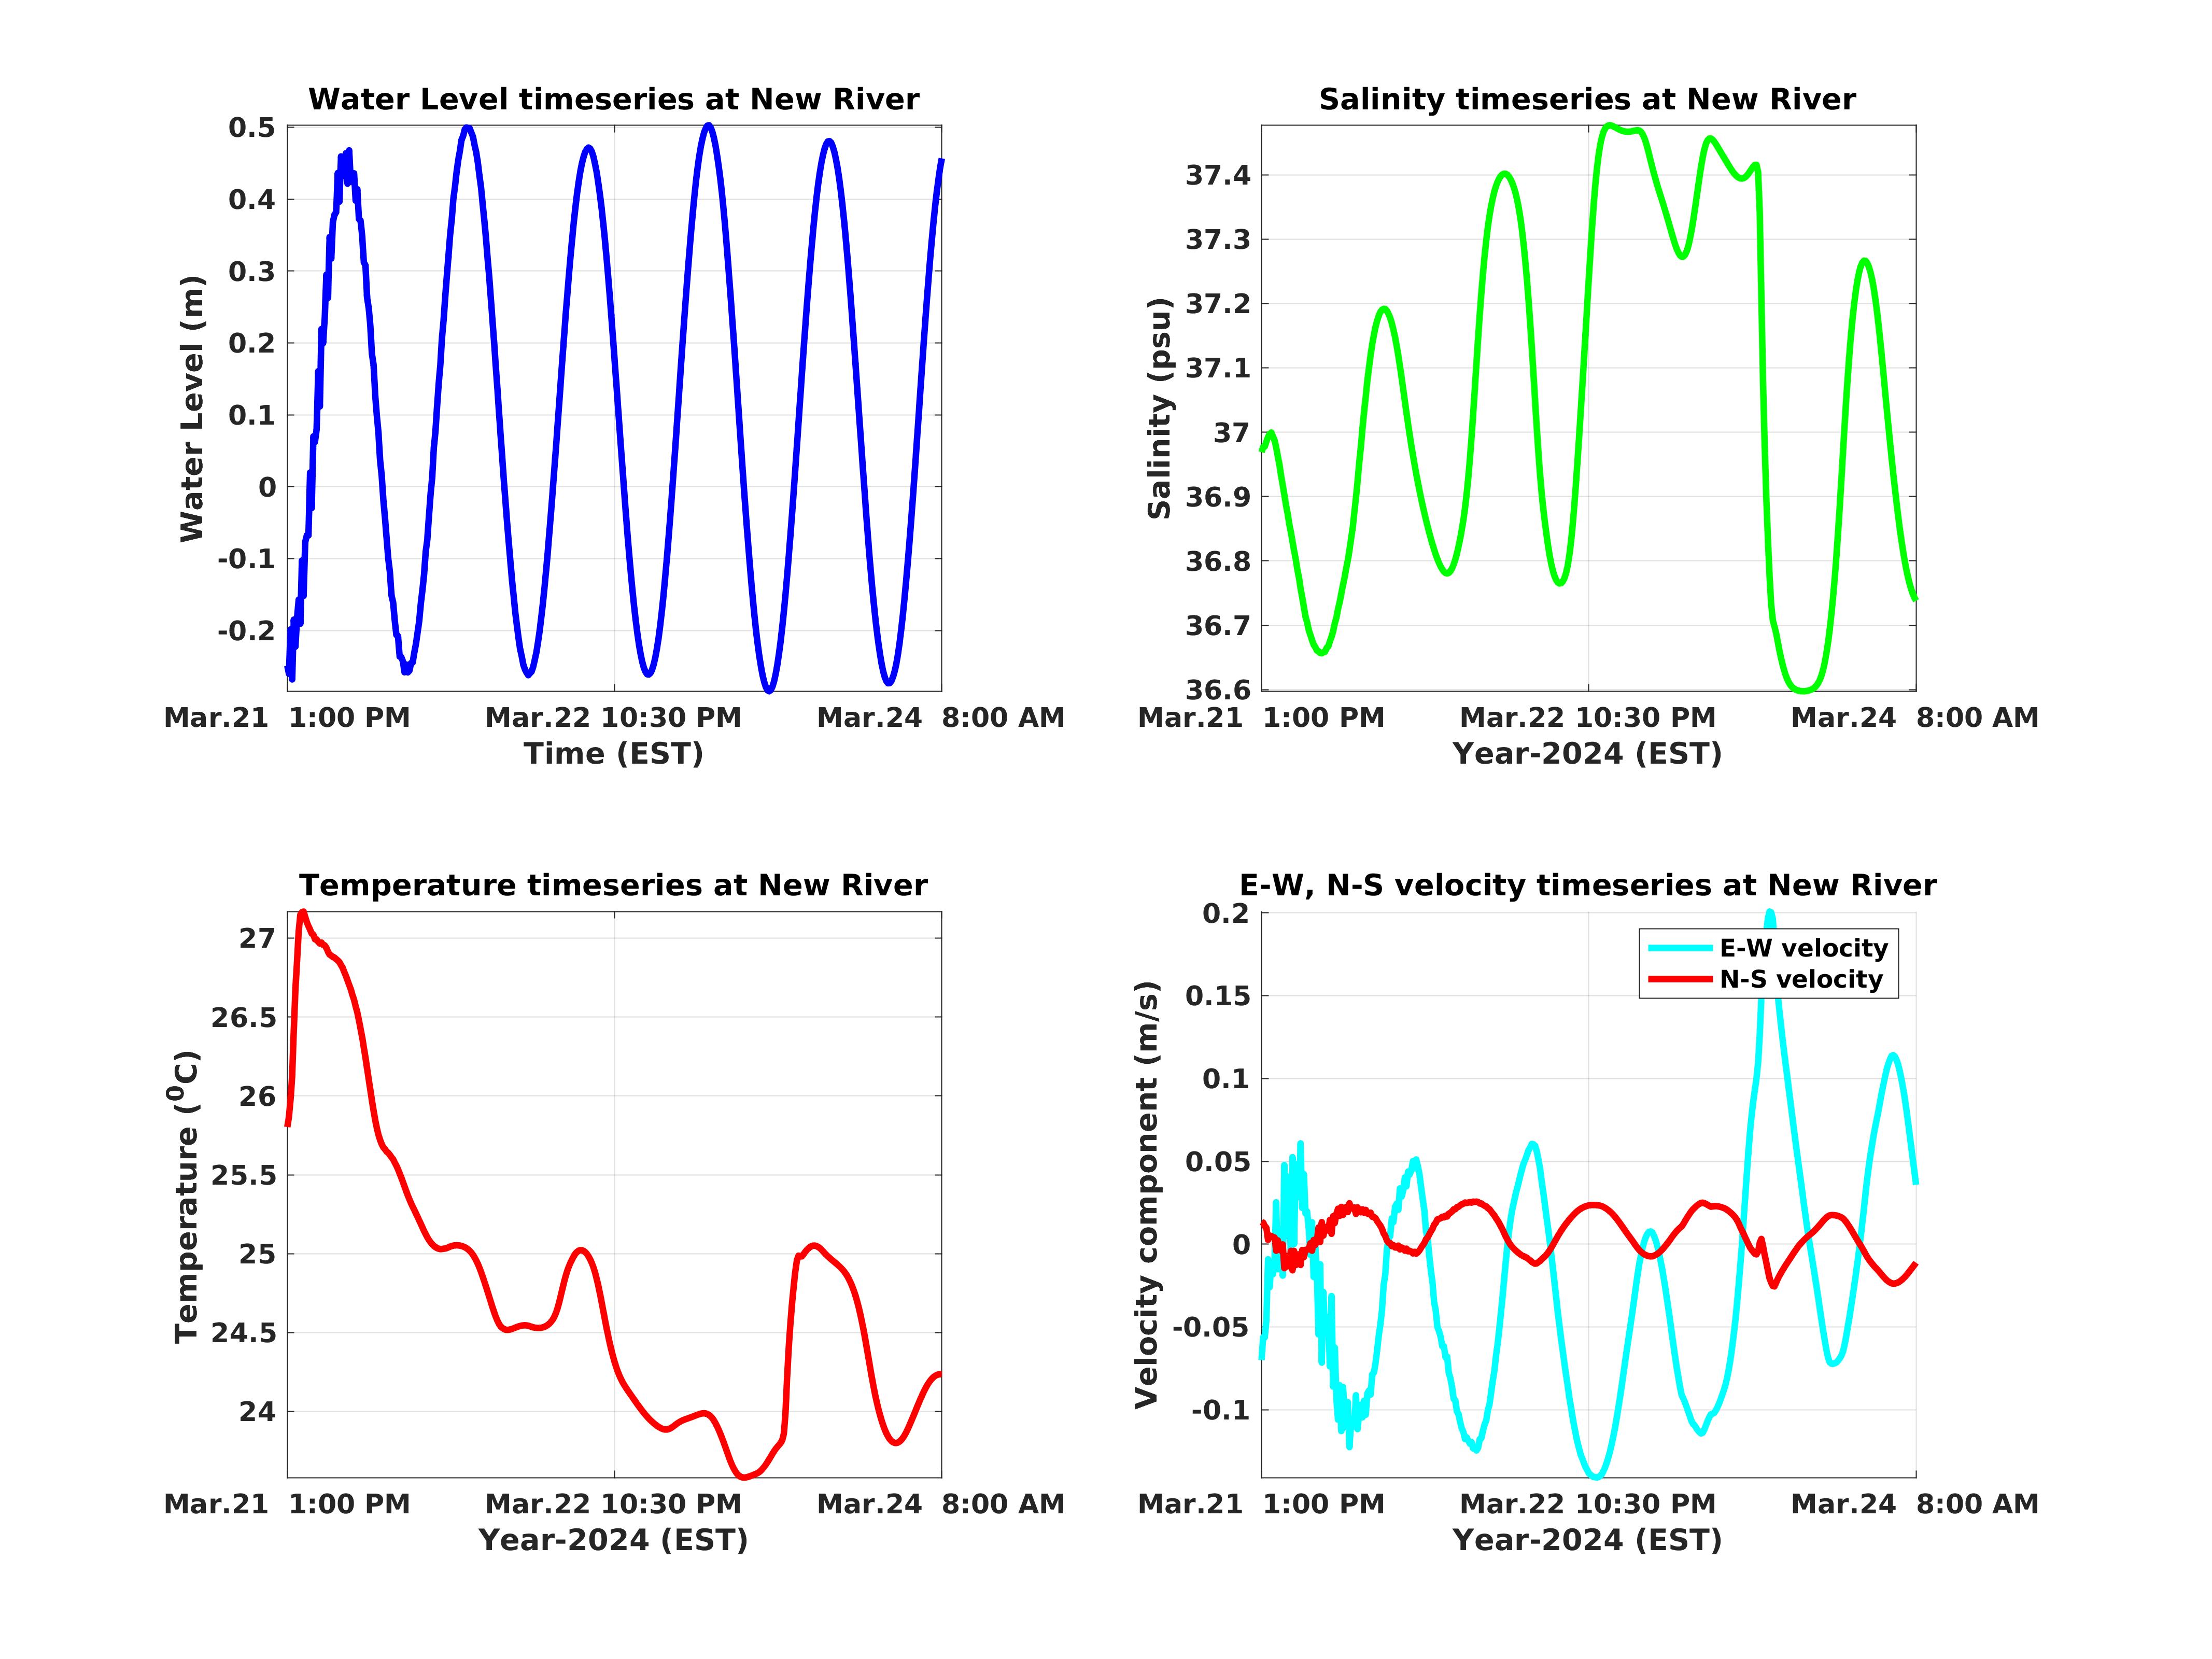 Water Level timeseries at New River
0.5
0.4
0.3
0.2
0.1
0
-0.1
-0.2
Water Level (m)
Mar.21 1:00 PM
Mar.22 10:30 PM
Mar.24 8:00 AM
Time (EST)
Salinity timeseries at New River
37.4
37.3
37.2
37.1
37
36.9
36.8
36.7
36.6
Salinity (psu)
Mar.21 1:00 PM
Mar.22 10:30 PM
Mar.24 8:00 AM
Year-2024 (EST)
Temperature timeseries at New River
27
26.5
26
25.5
25
24.5
24
Temperature (⁰C)
Mar.21 1:00 PM
Mar.22 10:30 PM
Mar.24 8:00 AM
Year-2024 (EST)
E-W, N-S velocity timeseries at New River
0.2
0.15
0.1
0.05
0
-0.05
-0.1
Velocity component (m/s)
E-W velocity
N-S velocity
Mar.21 1:00 PM
Mar.22 10:30 PM
Mar.24 8:00 AM
Year-2024 (EST)